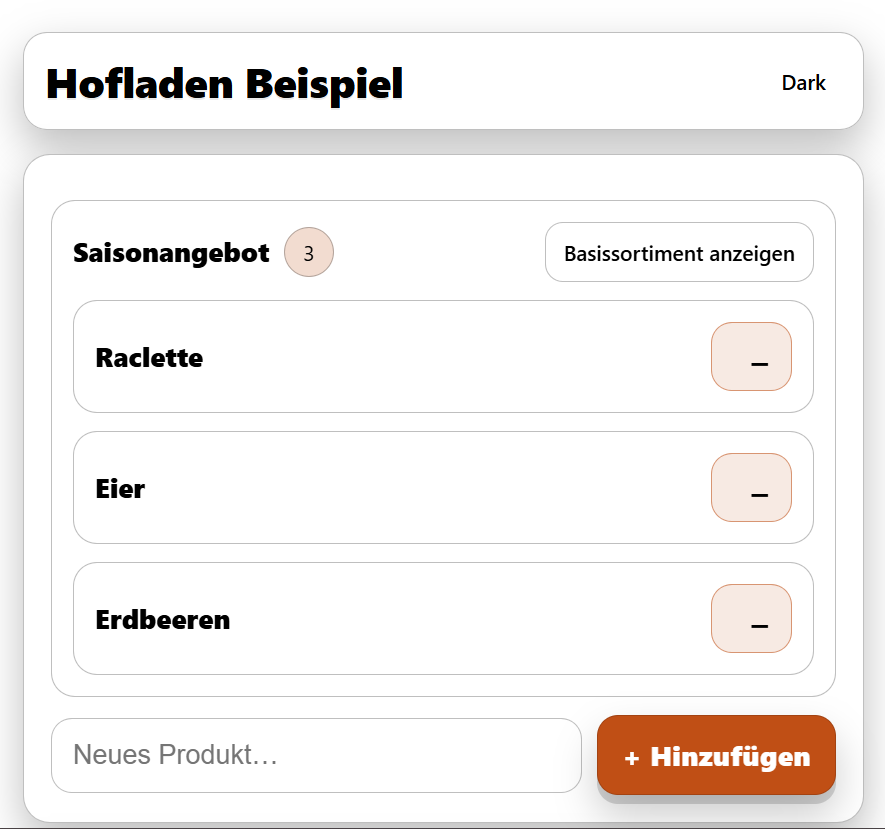 Hofladen Beispiel
Dark
Saisonangebot 3
Basissortiment anzeigen
Raclette –
Eier –
Erdbeeren –
Neues Produkt…
+ Hinzufügen